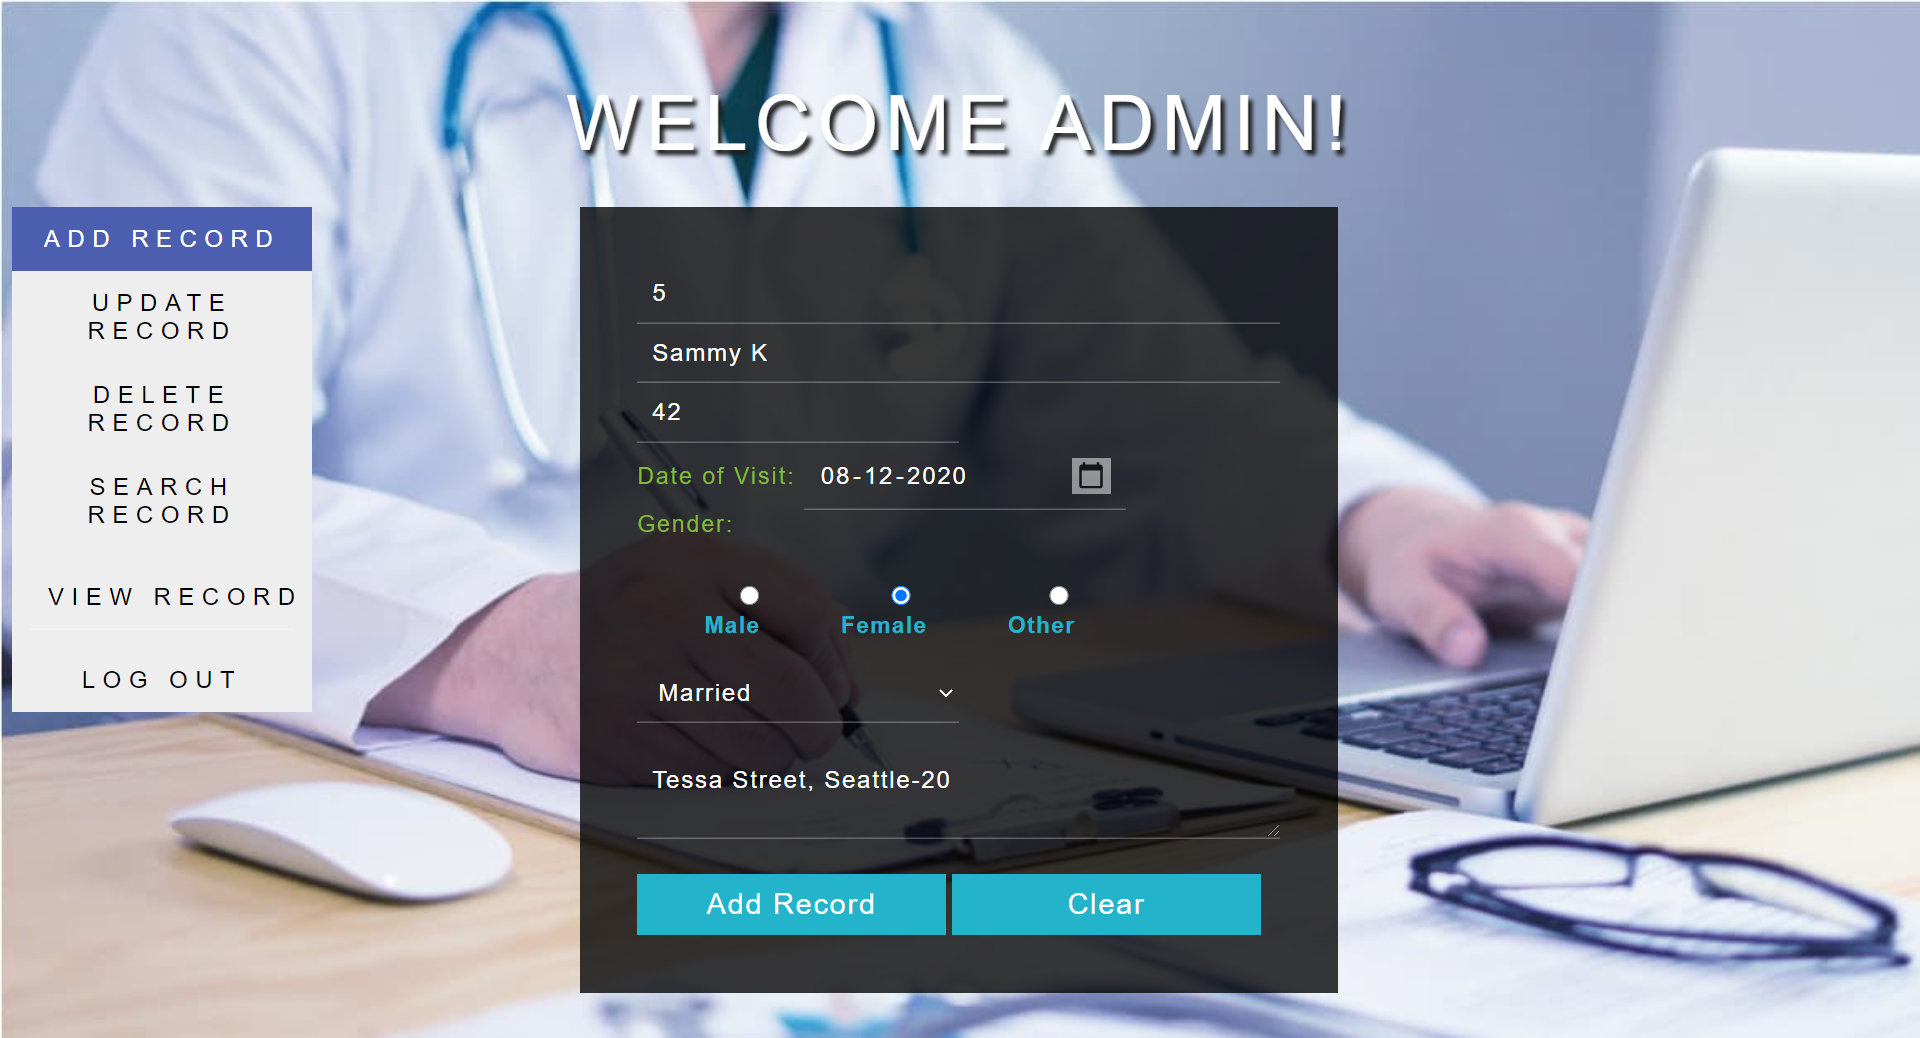 WELCOME ADMIN!
ADD RECORD
UPDATE
RECORD
DELETE
RECORD
SEARCH
RECORD
VIEW RECORD
LOG OUT
5
Sammy K
42
Date of Visit: 08-12-2020
Gender:
Male Female Other
Married
Tessa Street, Seattle-20
Add Record Clear